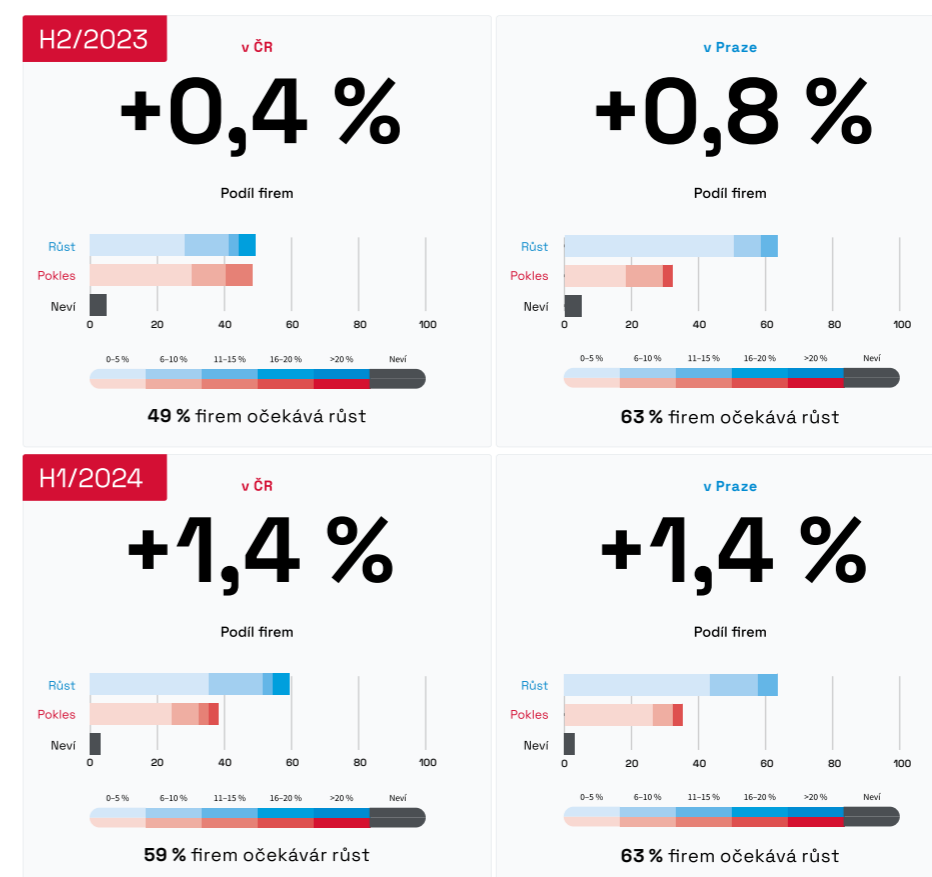 H2/2023
v ČR
+0,4 %
Podíl firem
Růst
Pokles
Neví
0 20 40 60 80 100
0–5 % 6–10 % 11–15 % 16–20 % >20 % Neví
49 % firem očekává růst
v Praze
+0,8 %
Podíl firem
Růst
Pokles
Neví
0 20 40 60 80 100
0–5 % 6–10 % 11–15 % 16–20 % >20 % Neví
63 % firem očekává růst
H1/2024
v ČR
+1,4 %
Podíl firem
Růst
Pokles
Neví
0 20 40 60 80 100
0–5 % 6–10 % 11–15 % 16–20 % >20 % Neví
59 % firem očekávár růst
v Praze
+1,4 %
Podíl firem
Růst
Pokles
Neví
0 20 40 60 80 100
0–5 % 6–10 % 11–15 % 16–20 % >20 % Neví
63 % firem očekává růst